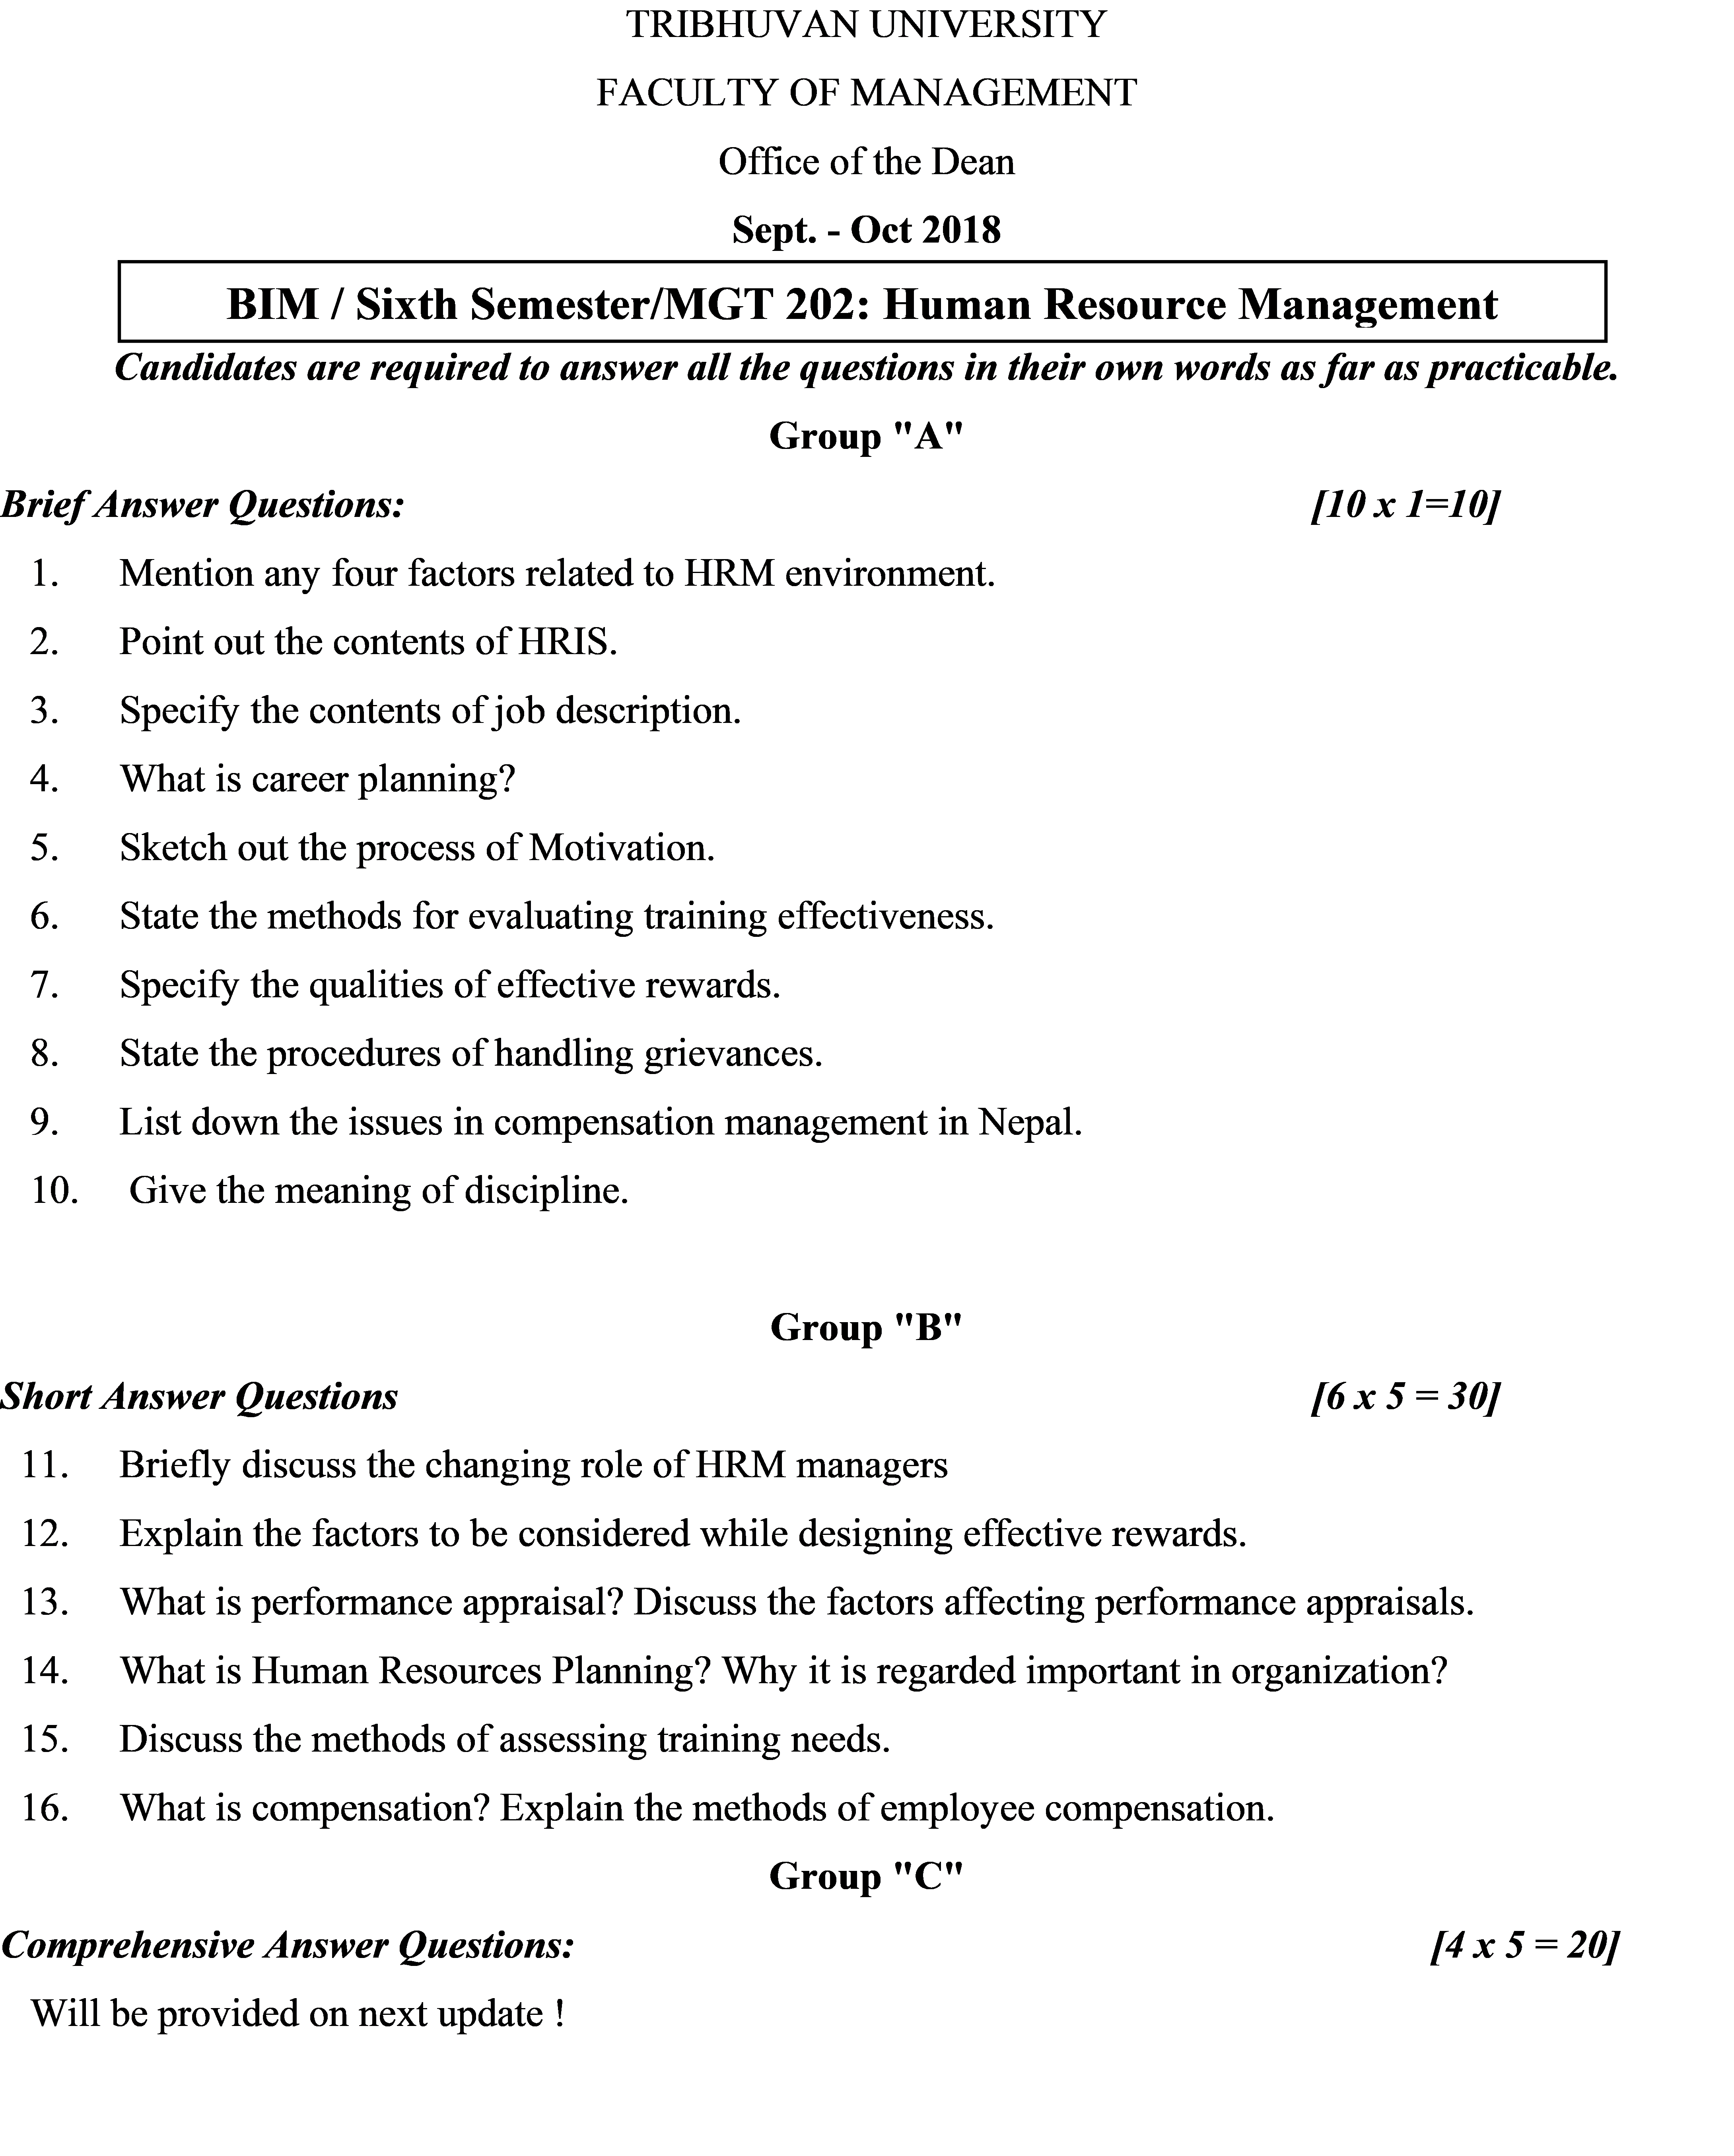 TRIBHUVAN UNIVERSITY
FACULTY OF MANAGEMENT
Office of the Dean
Sept. - Oct 2018
BIM / Sixth Semester/MGT 202: Human Resource Management
Candidates are required to answer all the questions in their own words as far as practicable.
Group "A"
Brief Answer Questions: [10 x 1=10]
1. Mention any four factors related to HRM environment.
2. Point out the contents of HRIS.
3. Specify the contents of job description.
4. What is career planning?
5. Sketch out the process of Motivation.
6. State the methods for evaluating training effectiveness.
7. Specify the qualities of effective rewards.
8. State the procedures of handling grievances.
9. List down the issues in compensation management in Nepal.
10. Give the meaning of discipline.
Group "B"
Short Answer Questions [6 x 5 = 30]
11. Briefly discuss the changing role of HRM managers
12. Explain the factors to be considered while designing effective rewards.
13. What is performance appraisal? Discuss the factors affecting performance appraisals.
14. What is Human Resources Planning? Why it is regarded important in organization?
15. Discuss the methods of assessing training needs.
16. What is compensation? Explain the methods of employee compensation.
Group "C"
Comprehensive Answer Questions: [4 x 5 = 20]
Will be provided on next update !